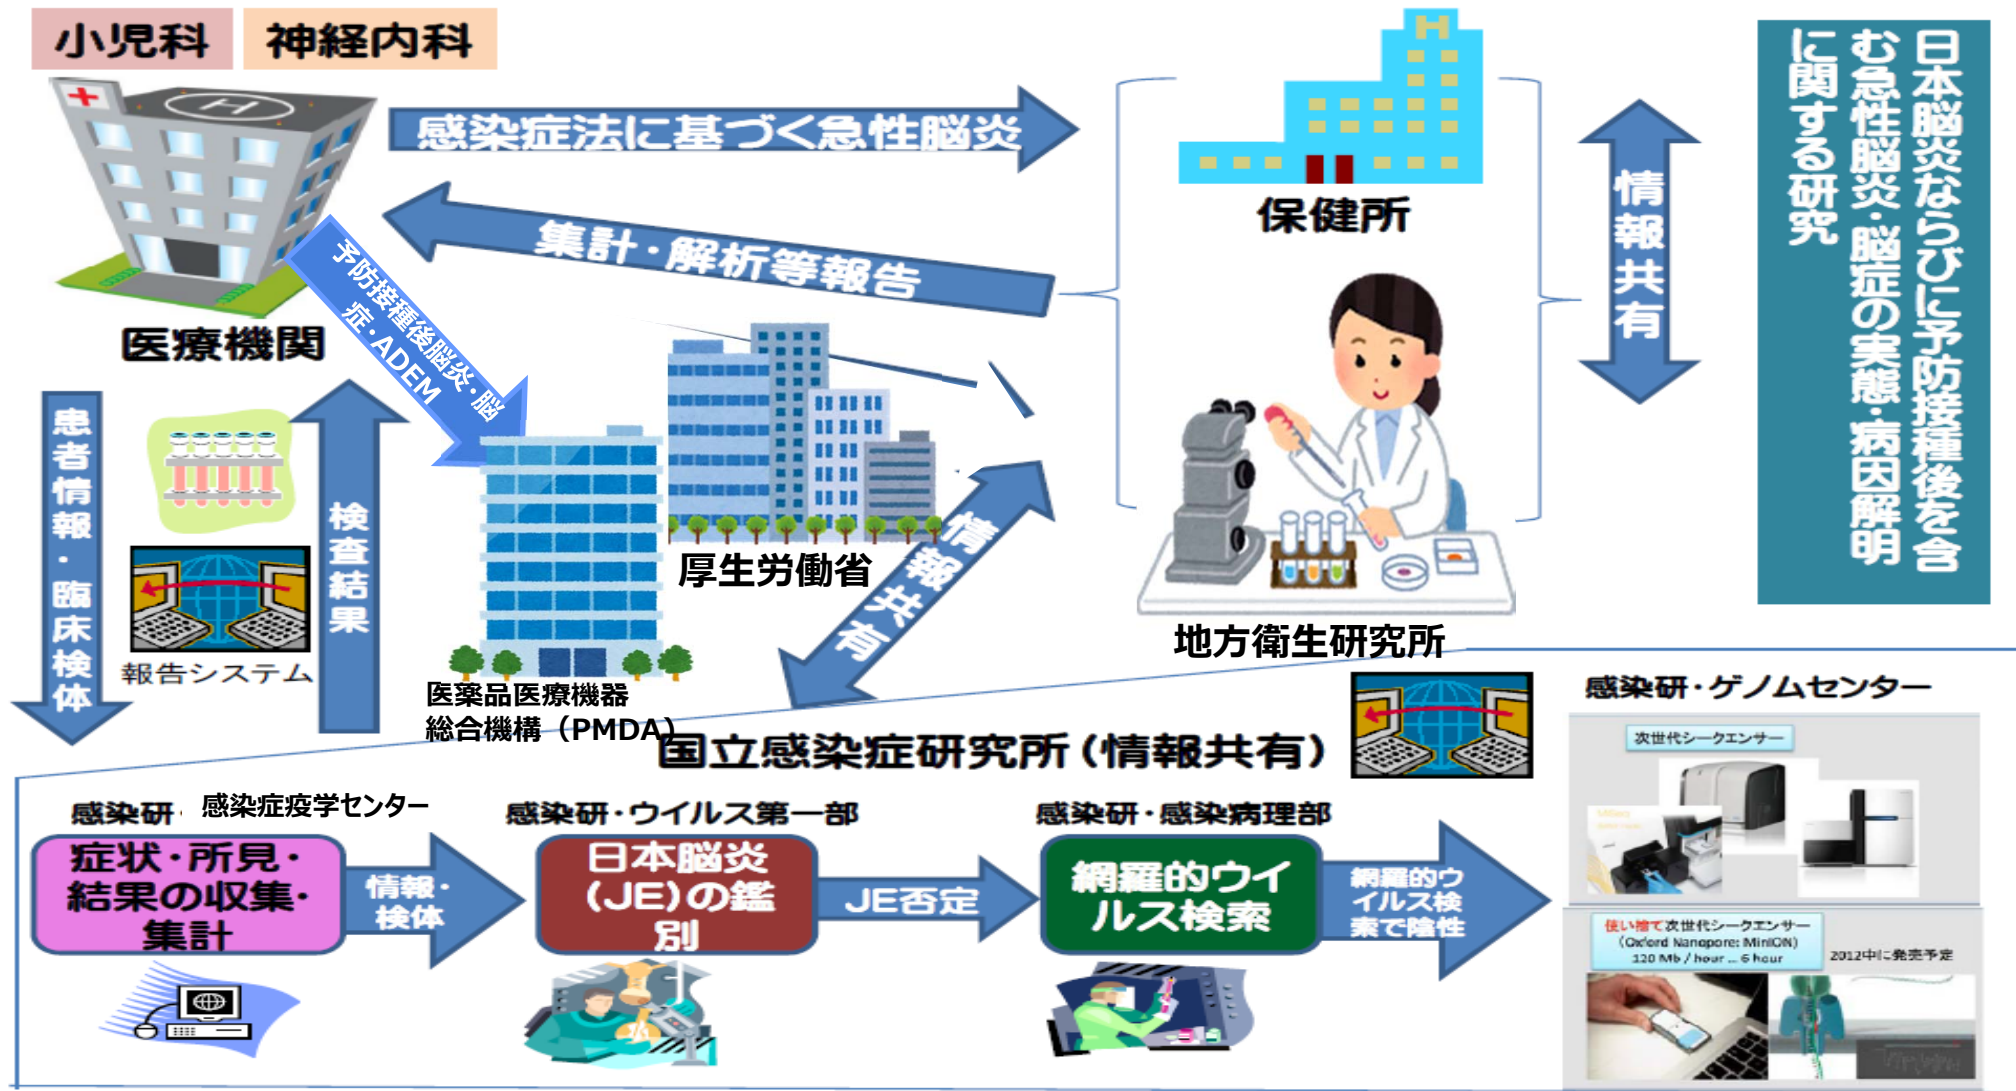 小児科
神経内科
感染症法に基づく急性脳炎
集計・解析等報告
予防接種後脳炎・脳
症・ADEM
医療機関
保健所
情報共有
日本脳炎ならびに予防接種後を含
む急性脳炎・脳症の実態・病因解明
に関する研究
患者情報・臨床検体
検査結果
報告システム
厚生労働省
情報共有
地方衛生研究所
医薬品医療機器
総合機構（PMDA）
国立感染症研究所（情報共有）
感染研・ゲノムセンター
次世代シークエンサー
感染研・感染症疫学センター
症状・所見・
結果の収集・
集計
情報・
検体
感染研・ウイルス第一部
日本脳炎
(JE)の鑑
別
JE否定
感染研・感染病理部
網羅的ウイ
ルス検索
網羅的ウ
イルス検
索で陰性
使い捨て次世代シークエンサー
（Oxford Nanopore: MinION)
120 Mb / hour ... 6 hour
2012中に発売予定